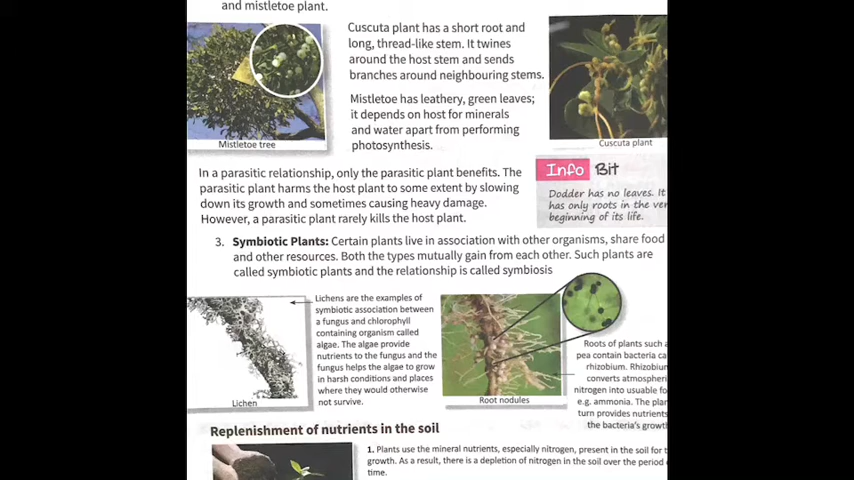 and mistletoe plant.
Cuscuta plant has a short root and
long, thread-like stem. It twines
around the host stem and sends
branches around neighbouring stems.
Mistletoe has leathery, green leaves;
it depends on host for minerals
and water apart from performing
photosynthesis.
Mistletoe tree
Cuscuta plant
In a parasitic relationship, only the parasitic plant benefits. The
parasitic plant harms the host plant to some extent by slowing
down its growth and sometimes causing heavy damage.
However, a parasitic plant rarely kills the host plant.
Info Bit
Dodder has no leaves. It
has only roots in the ver
beginning of its life.
3. Symbiotic Plants: Certain plants live in association with other organisms, share food
and other resources. Both the types mutually gain from each other. Such plants are
called symbiotic plants and the relationship is called symbiosis
Lichens are the examples of
symbiotic association between
a fungus and chlorophyll
containing organism called
algae. The algae provide
nutrients to the fungus and the
fungus helps the algae to grow
in harsh conditions and places
where they would otherwise
not survive.
Lichen
Root nodules
Roots of plants such a
pea contain bacteria ca
rhizobium. Rhizobiun
converts atmospheri
nitrogen into usuable fo
e.g. ammonia. The plan
turn provides nutrients
the bacteria's growt
Replenishment of nutrients in the soil
1. Plants use the mineral nutrients, especially nitrogen, present in the soil for t
growth. As a result, there is a depletion of nitrogen in the soil over the period
time.